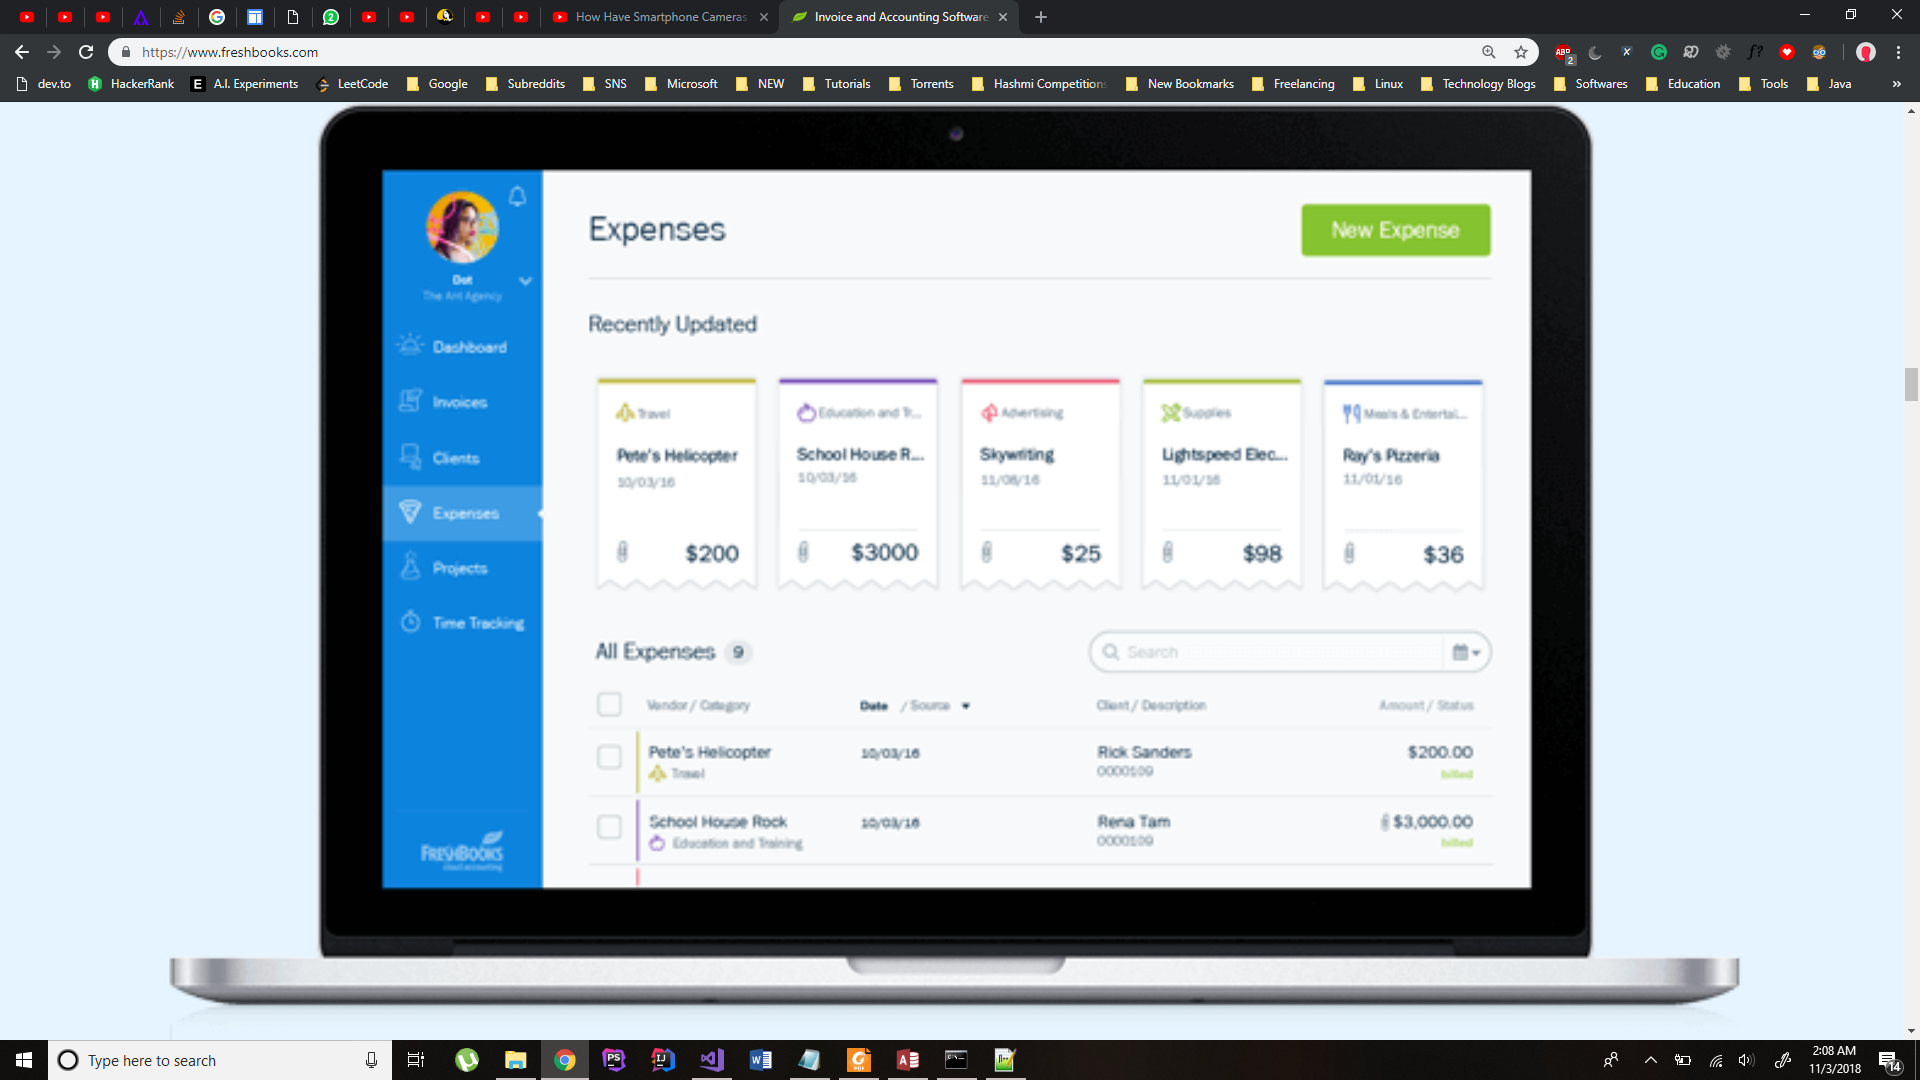 How Have Smartphone Cameras
Invoice and Accounting Software
https://www.freshbooks.com
ABP
2
dev.to
HackerRank
A.I. Experiments
LeetCode
Google
Subreddits
SNS
Microsoft
NEW
Tutorials
Torrents
Hashmi Competitions
New Bookmarks
Freelancing
Linux
Technology Blogs
Softwares
Education
Tools
Java
»
Dot
The Ant Agency
Dashboard
Invoices
Clients
Expenses
Projects
Time Tracking
FRESHBOOKS
cloud accounting
Expenses
New Expense
Recently Updated
Travel
Pete's Helicopter
10/03/16
$200
Education and Tr...
School House R...
10/03/16
$3000
Advertising
Skywriting
11/08/16
$25
Supplies
Lightspeed Elec...
11/01/16
$98
Meals & Entertai...
Ray's Pizzeria
11/01/16
$36
All Expenses 9
Search
Vendor / Category Date / Source Client / Description Amount / Status
Pete's Helicopter 10/03/16 Rick Sanders $200.00
Travel 0000109 billed
School House Rock 10/03/16 Rena Tam $3,000.00
Education and Training 0000109 billed
Type here to search
2:08 AM
11/3/2018
14